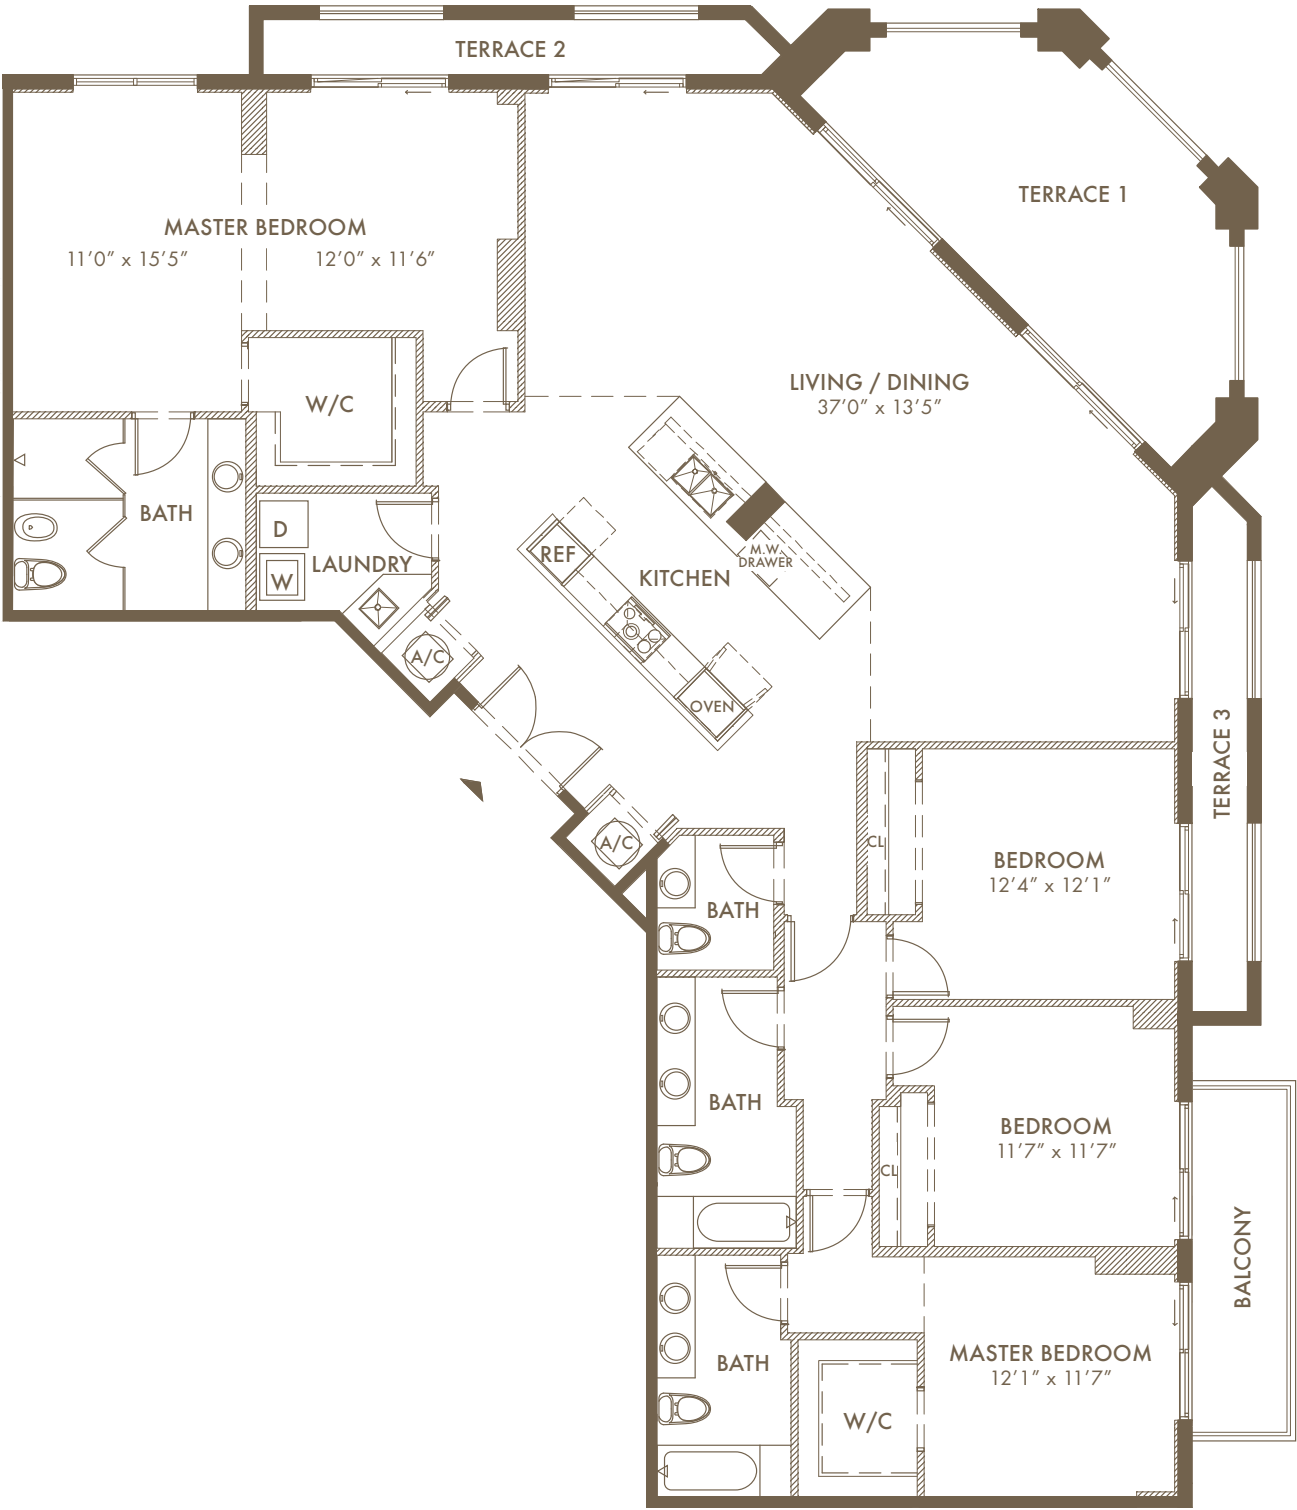 TERRACE 2
TERRACE 1
MASTER BEDROOM
11'0" x 15'5"
12'0" x 11'6"
LIVING / DINING
37'0" x 13'5"
W/C
BATH
D
LAUNDRY
W
REF
KITCHEN
M.W.
DRAWER
A/C
OVEN
TERRACE 3
A/C
CL
BEDROOM
12'4" x 12'1"
BATH
BATH
BEDROOM
11'7" x 11'7"
CL
BALCONY
MASTER BEDROOM
12'1" x 11'7"
BATH
W/C